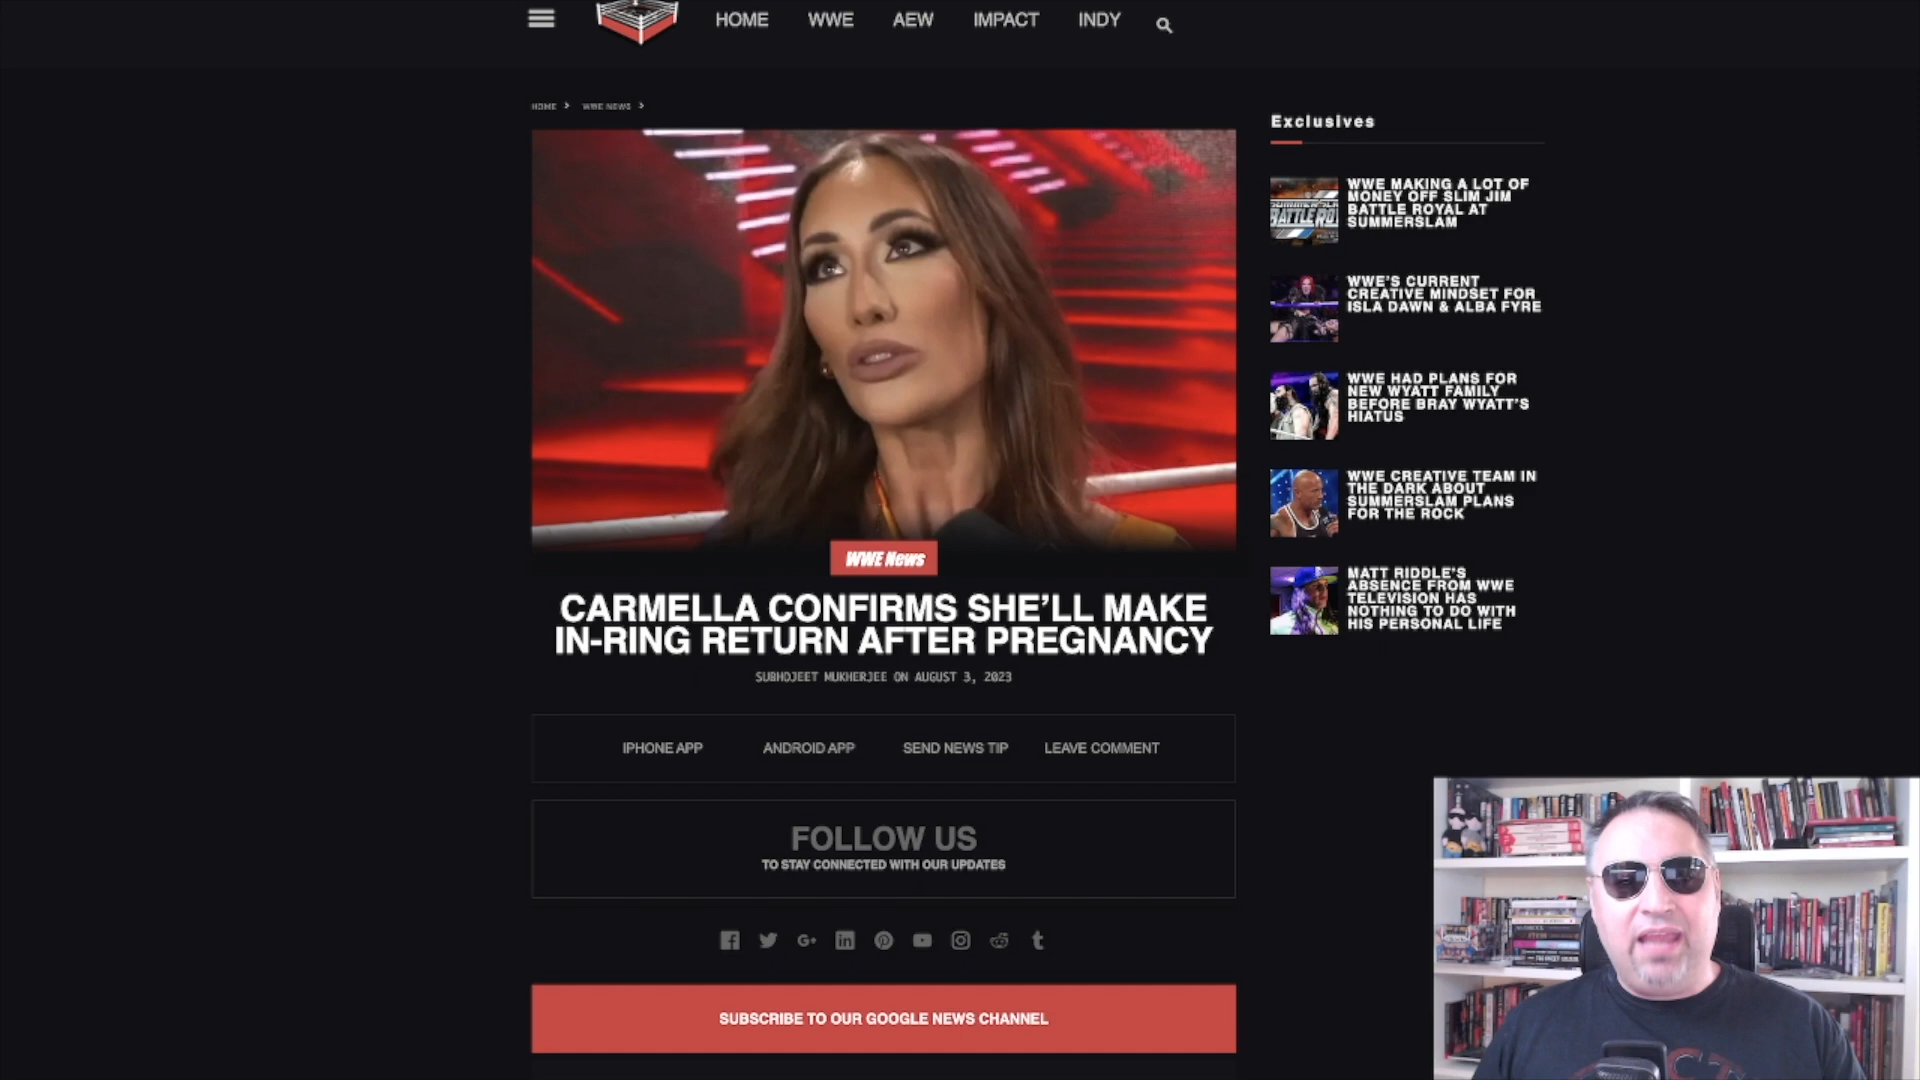 HOME
WWE
AEW
IMPACT
INDY
HOME
WWE NEWS
Exclusives
WWE MAKING A LOT OF
MONEY OFF SLIM JIM
BATTLE ROYAL AT
SUMMERSLAM
WWE'S CURRENT
CREATIVE MINDSET FOR
ISLA DAWN & ALBA FYRE
WWE HAD PLANS FOR
NEW WYATT FAMILY
BEFORE BRAY WYATT'S
HIATUS
WWE CREATIVE TEAM IN
THE DARK ABOUT
SUMMERSLAM PLANS
FOR THE ROCK
MATT RIDDLE'S
ABSENCE FROM WWE
TELEVISION HAS
NOTHING TO DO WITH
HIS PERSONAL LIFE
WWE News
CARMELLA CONFIRMS SHE'LL MAKE
IN-RING RETURN AFTER PREGNANCY
SUBHOJEET MUKHERJEE ON AUGUST 3, 2023
IPHONE APP
ANDROID APP
SEND NEWS TIP
LEAVE COMMENT
FOLLOW US
TO STAY CONNECTED WITH OUR UPDATES
SUBSCRIBE TO OUR GOOGLE NEWS CHANNEL